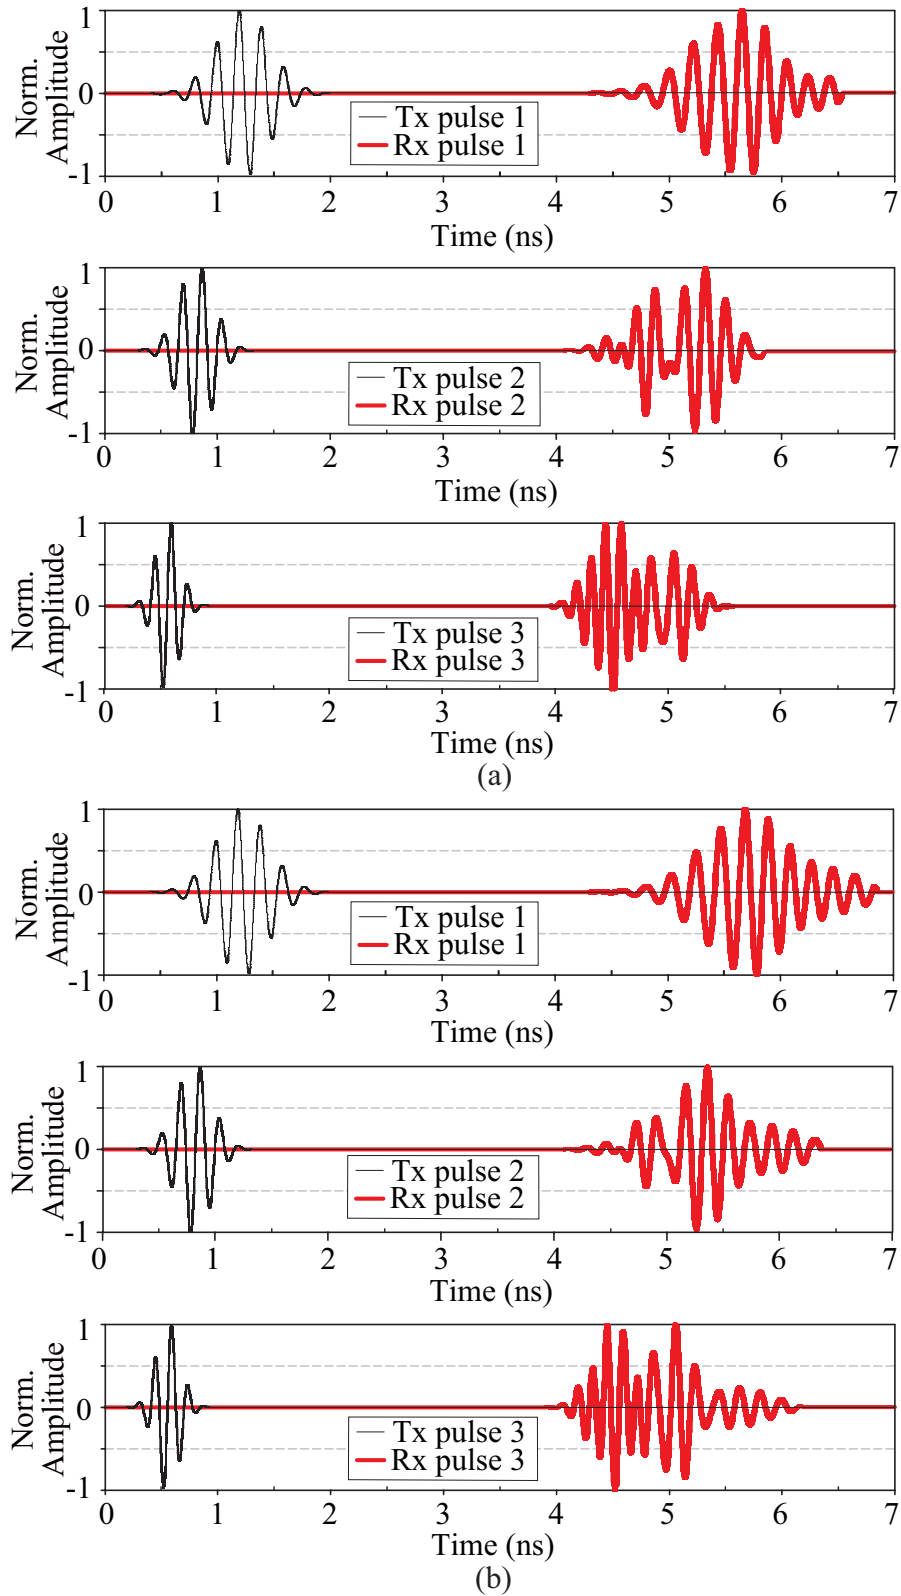 Norm.
Amplitude
1
0
-1
Tx pulse 1
Rx pulse 1
0 1 2 3 4 5 6 7
Time (ns)
Norm.
Amplitude
1
0
-1
Tx pulse 2
Rx pulse 2
0 1 2 3 4 5 6 7
Time (ns)
Norm.
Amplitude
1
0
-1
Tx pulse 3
Rx pulse 3
0 1 2 3 4 5 6 7
Time (ns)
(a)
Norm.
Amplitude
1
0
-1
Tx pulse 1
Rx pulse 1
0 1 2 3 4 5 6 7
Time (ns)
Norm.
Amplitude
1
0
-1
Tx pulse 2
Rx pulse 2
0 1 2 3 4 5 6 7
Time (ns)
Norm.
Amplitude
1
0
-1
Tx pulse 3
Rx pulse 3
0 1 2 3 4 5 6 7
Time (ns)
(b)